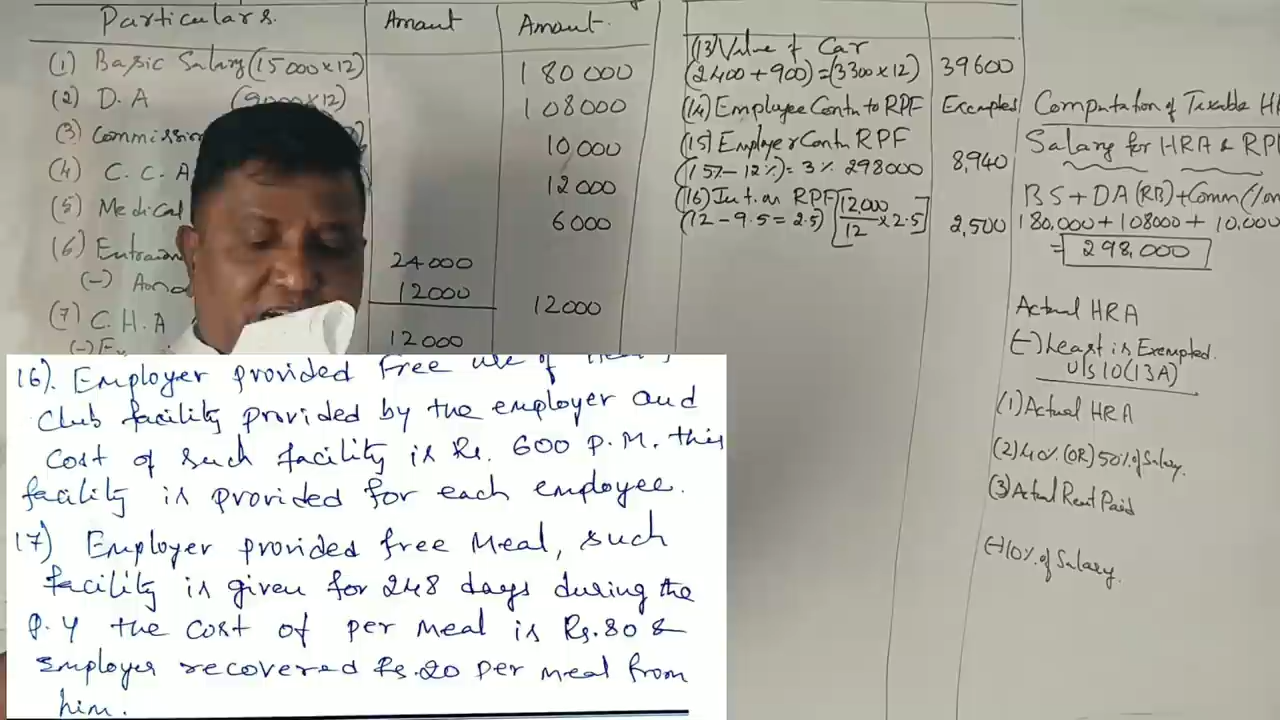 Particulars. Amount Amount.
(1) Basic Salary (15000×12) 180000
(2) D.A (9000×12) 108000
(3) Commission 10000
(4) C.C.A 12000
(5) Medical 6000
(6) 24000
(-) 12000 12000
(7) C.H.A 12000
(13) Value of Car
(2400 + 900) = (3300×12) 39600
(14) Employee Contn to RPF Exempted
(15) Employer Contn RPF
(15%-12%) = 3% 298000 8,940
(16) Int. on RPF
(12-9.5=2.5) [12,000/12 ×2.5] 2,500
Computation of Taxable
Salary for HRA &
BS + DA (RB) + Comm
180,000 + 108000 + 10,000
= 298,000
Actual HRA
(-) Least is Exempted.
U/S 10(13A)
(1) Actual HRA
(2) 40% (OR) 50% of Salary.
(3) Actual Rent Paid
(-) 10% of Salary.
16). Employer provided free use of
Club facility provided by the employer and
Cost of such facility is Rs. 600 P.M. this
facility is provided for each employee.
17) Employer provided free Meal, such
facility is given for 248 days during the
P.Y the cost of per meal is Rs.80 &
Employer recovered Rs.20 per meal from
him.